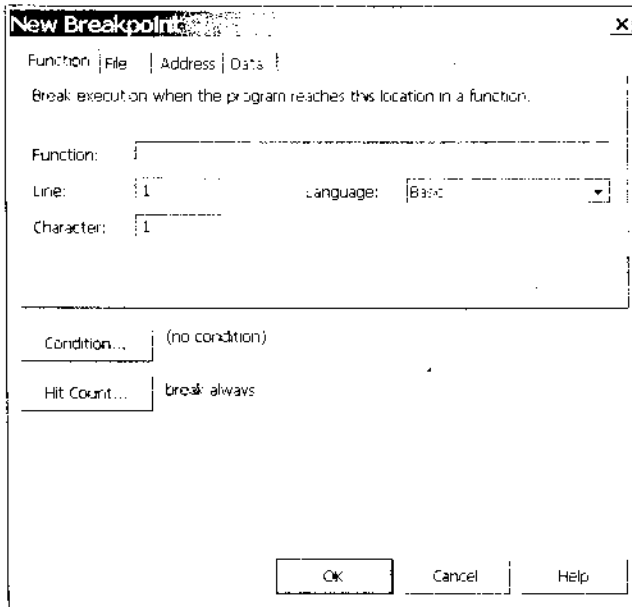 New Breakpoint
Function File Address Data
Break execution when the program reaches this location in a function.
Function:
Line: 1 Language: Basic
Character: 1
Condition... (no condition)
Hit Count... break always
OK Cancel Help